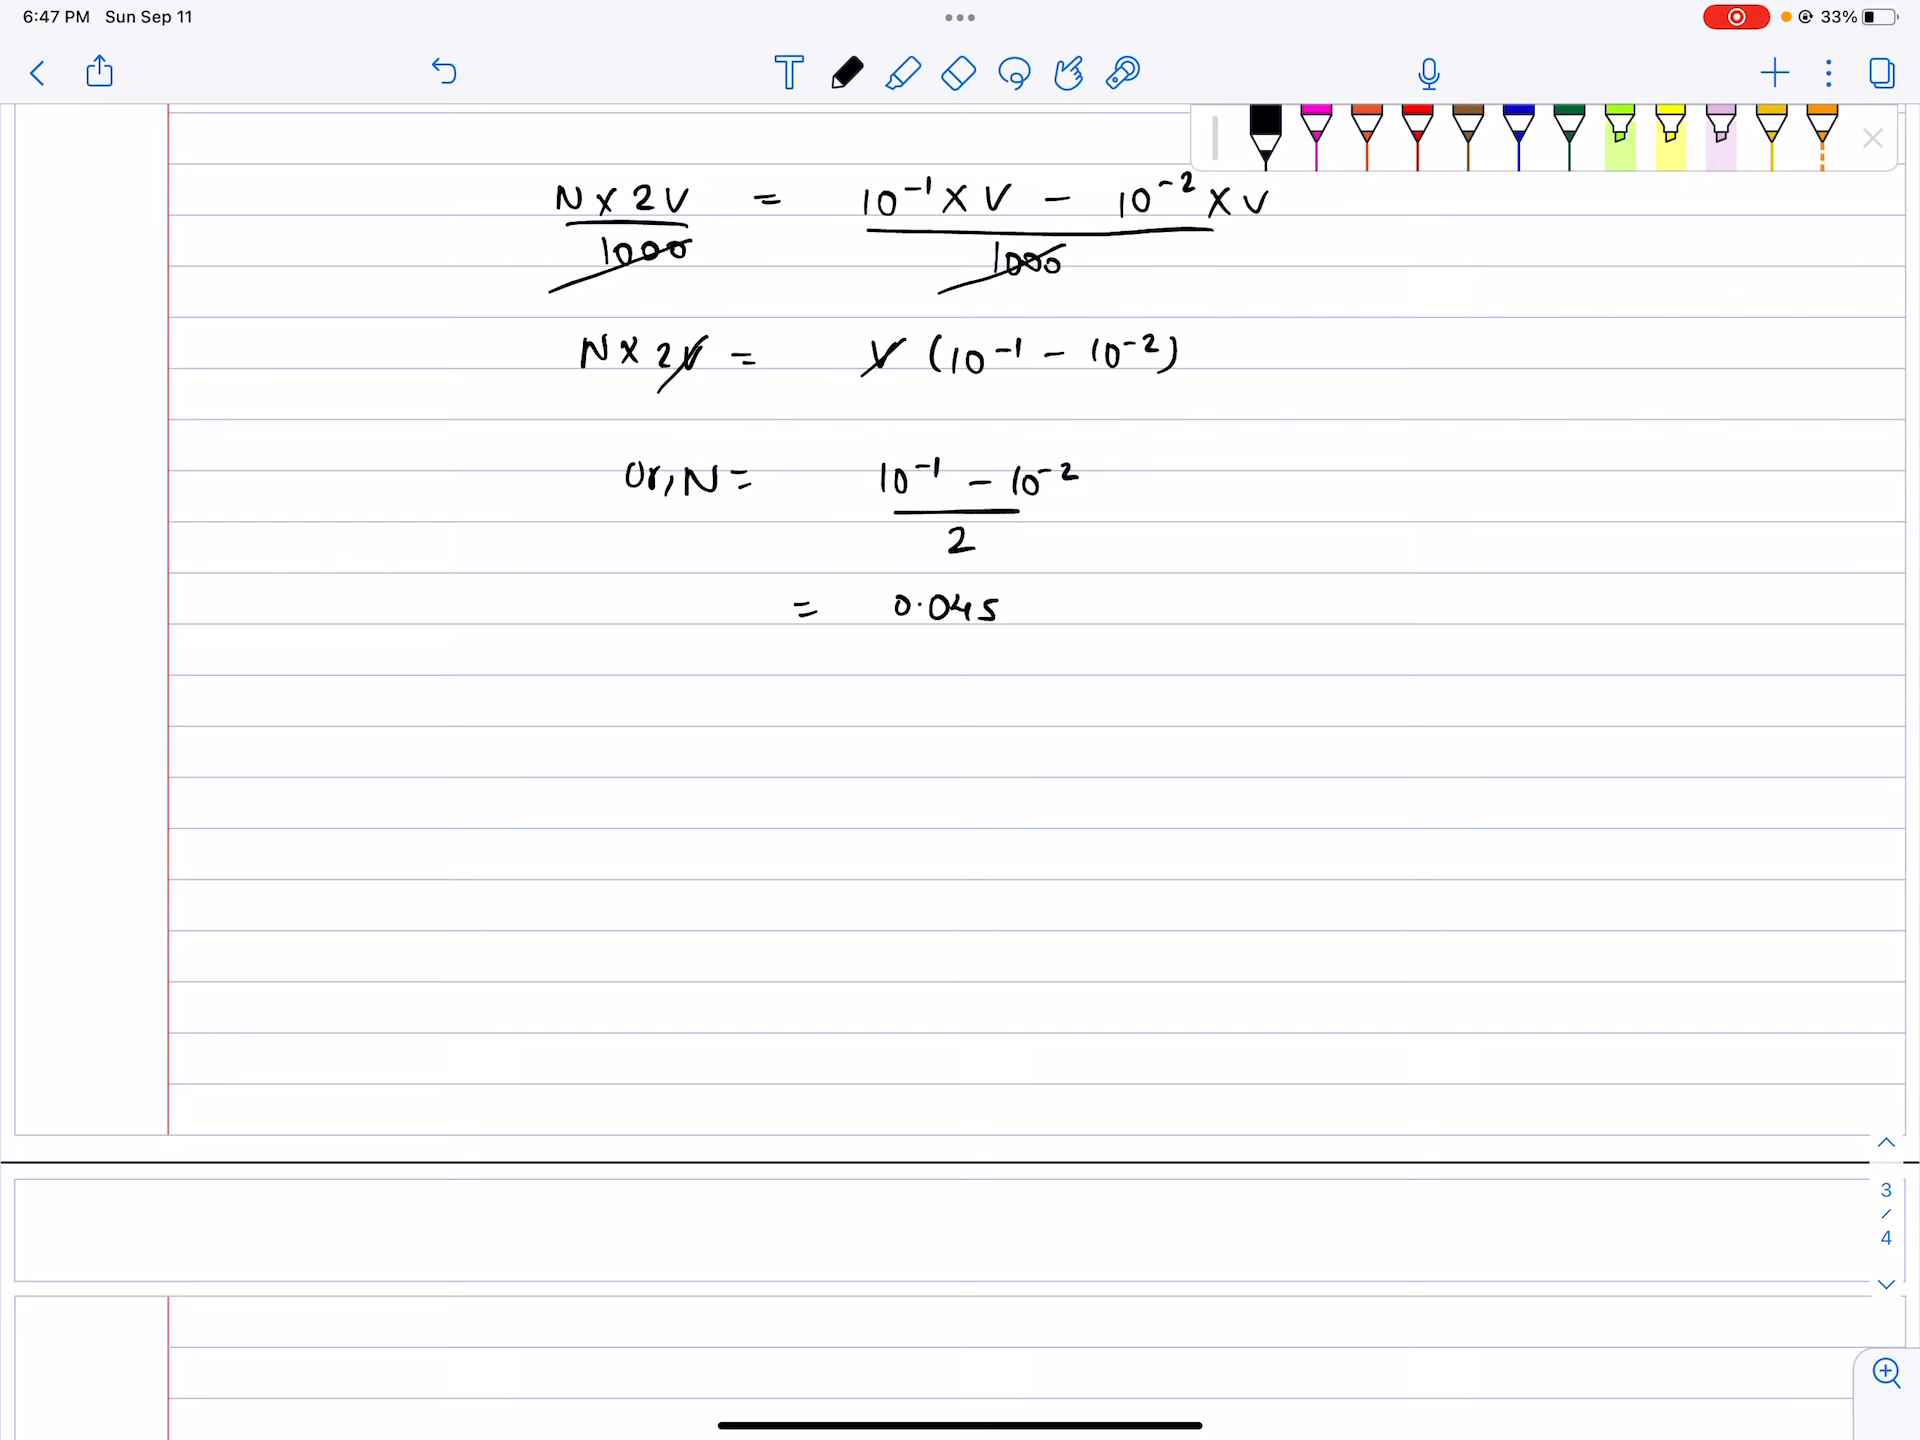 6:47 PM Sun Sep 11 33%
N x 2V = 10⁻¹ x V - 10⁻² x V
1000 1000
N x 2V = V (10⁻¹ - 10⁻²)
Or, N = 10⁻¹ - 10⁻²
2
= 0.045
3
/
4